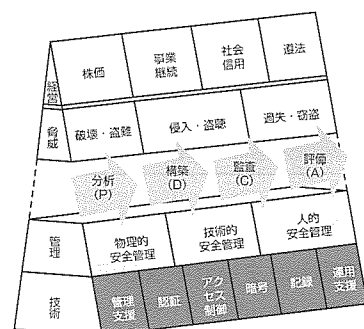 経営
株価
事業
継続
社会
信用
遵法
脅威
破壊・盗難
侵入・盗聴
過失・窃盗
分析
(P)
構築
(D)
監査
(C)
評価
(A)
管理
物理的
安全管理
技術的
安全管理
人的
安全管理
技術
管理
支援
認証
アク
セス
制御
暗号
記録
運用
支援